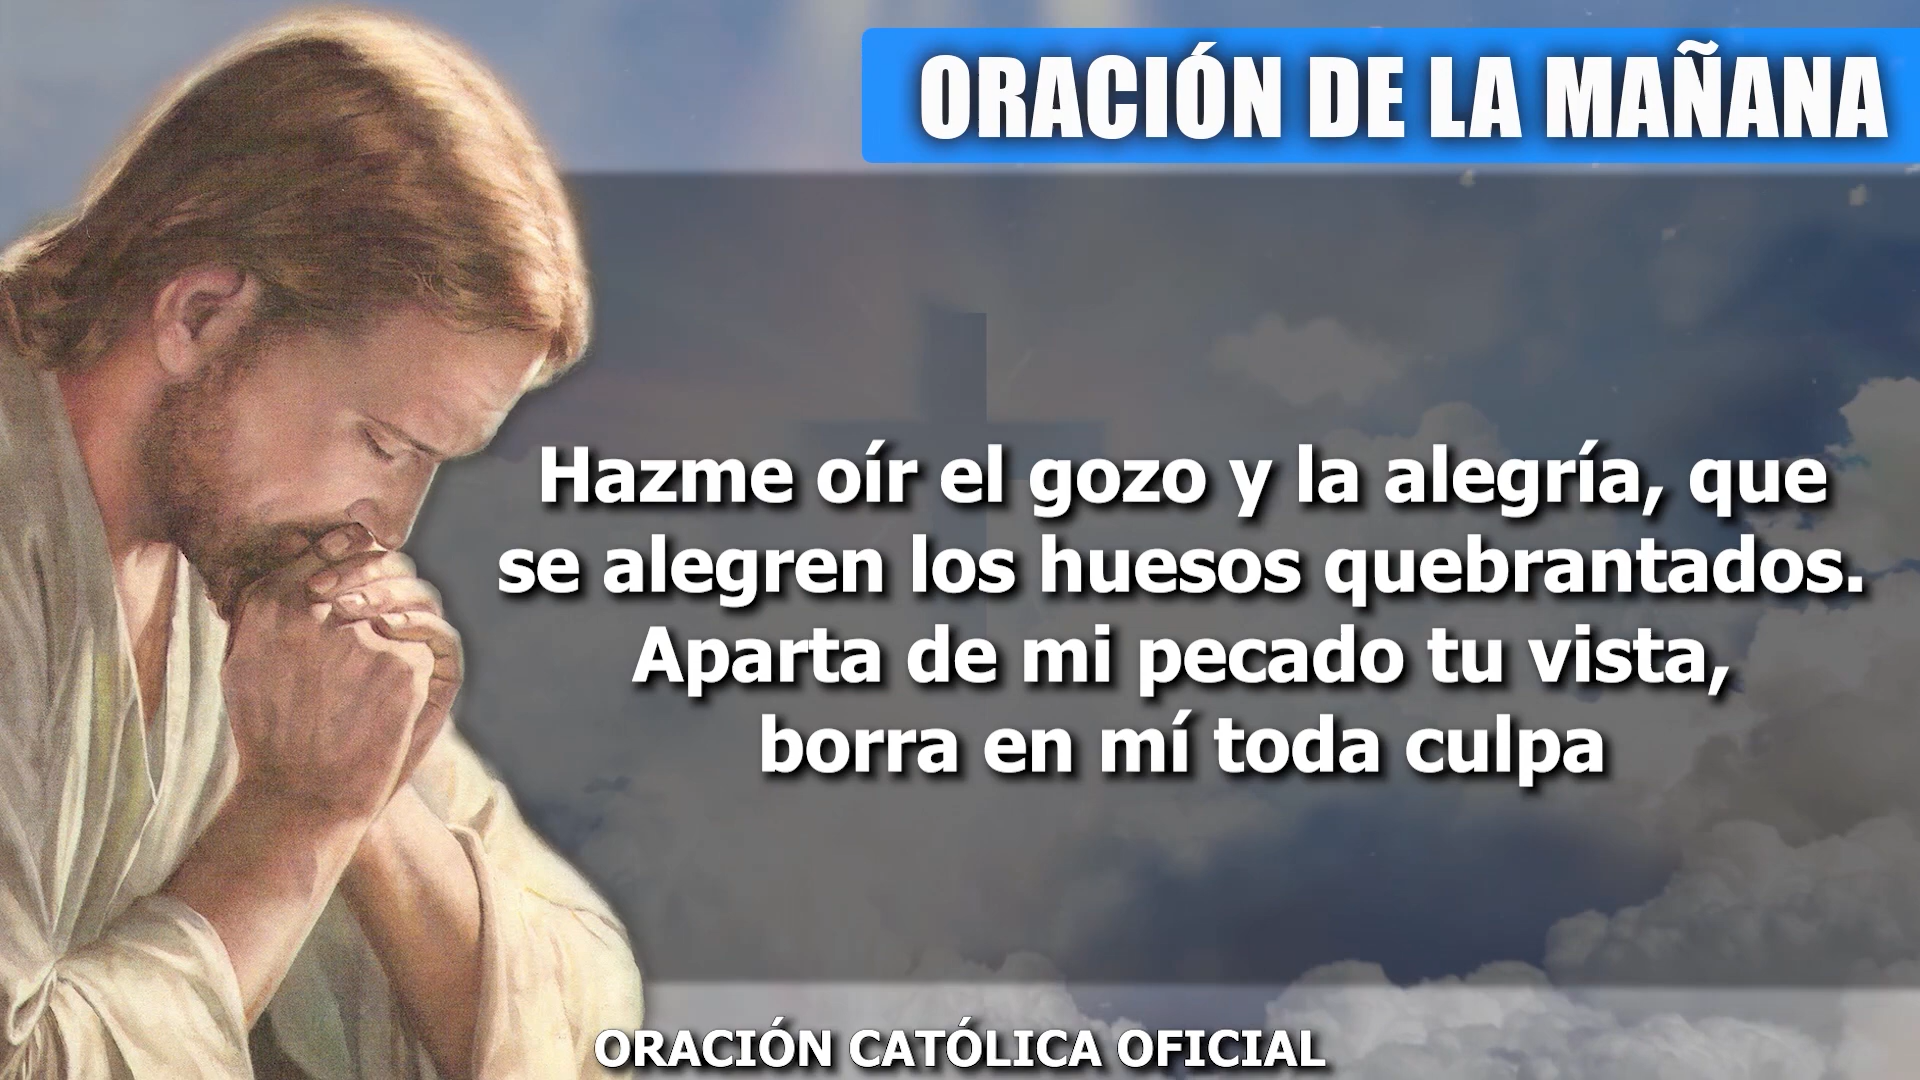 ORACIÓN DE LA MAÑANA
Hazme oír el gozo y la alegría, que
se alegren los huesos quebrantados.
Aparta de mi pecado tu vista,
borra en mí toda culpa
ORACIÓN CATÓLICA OFICIAL